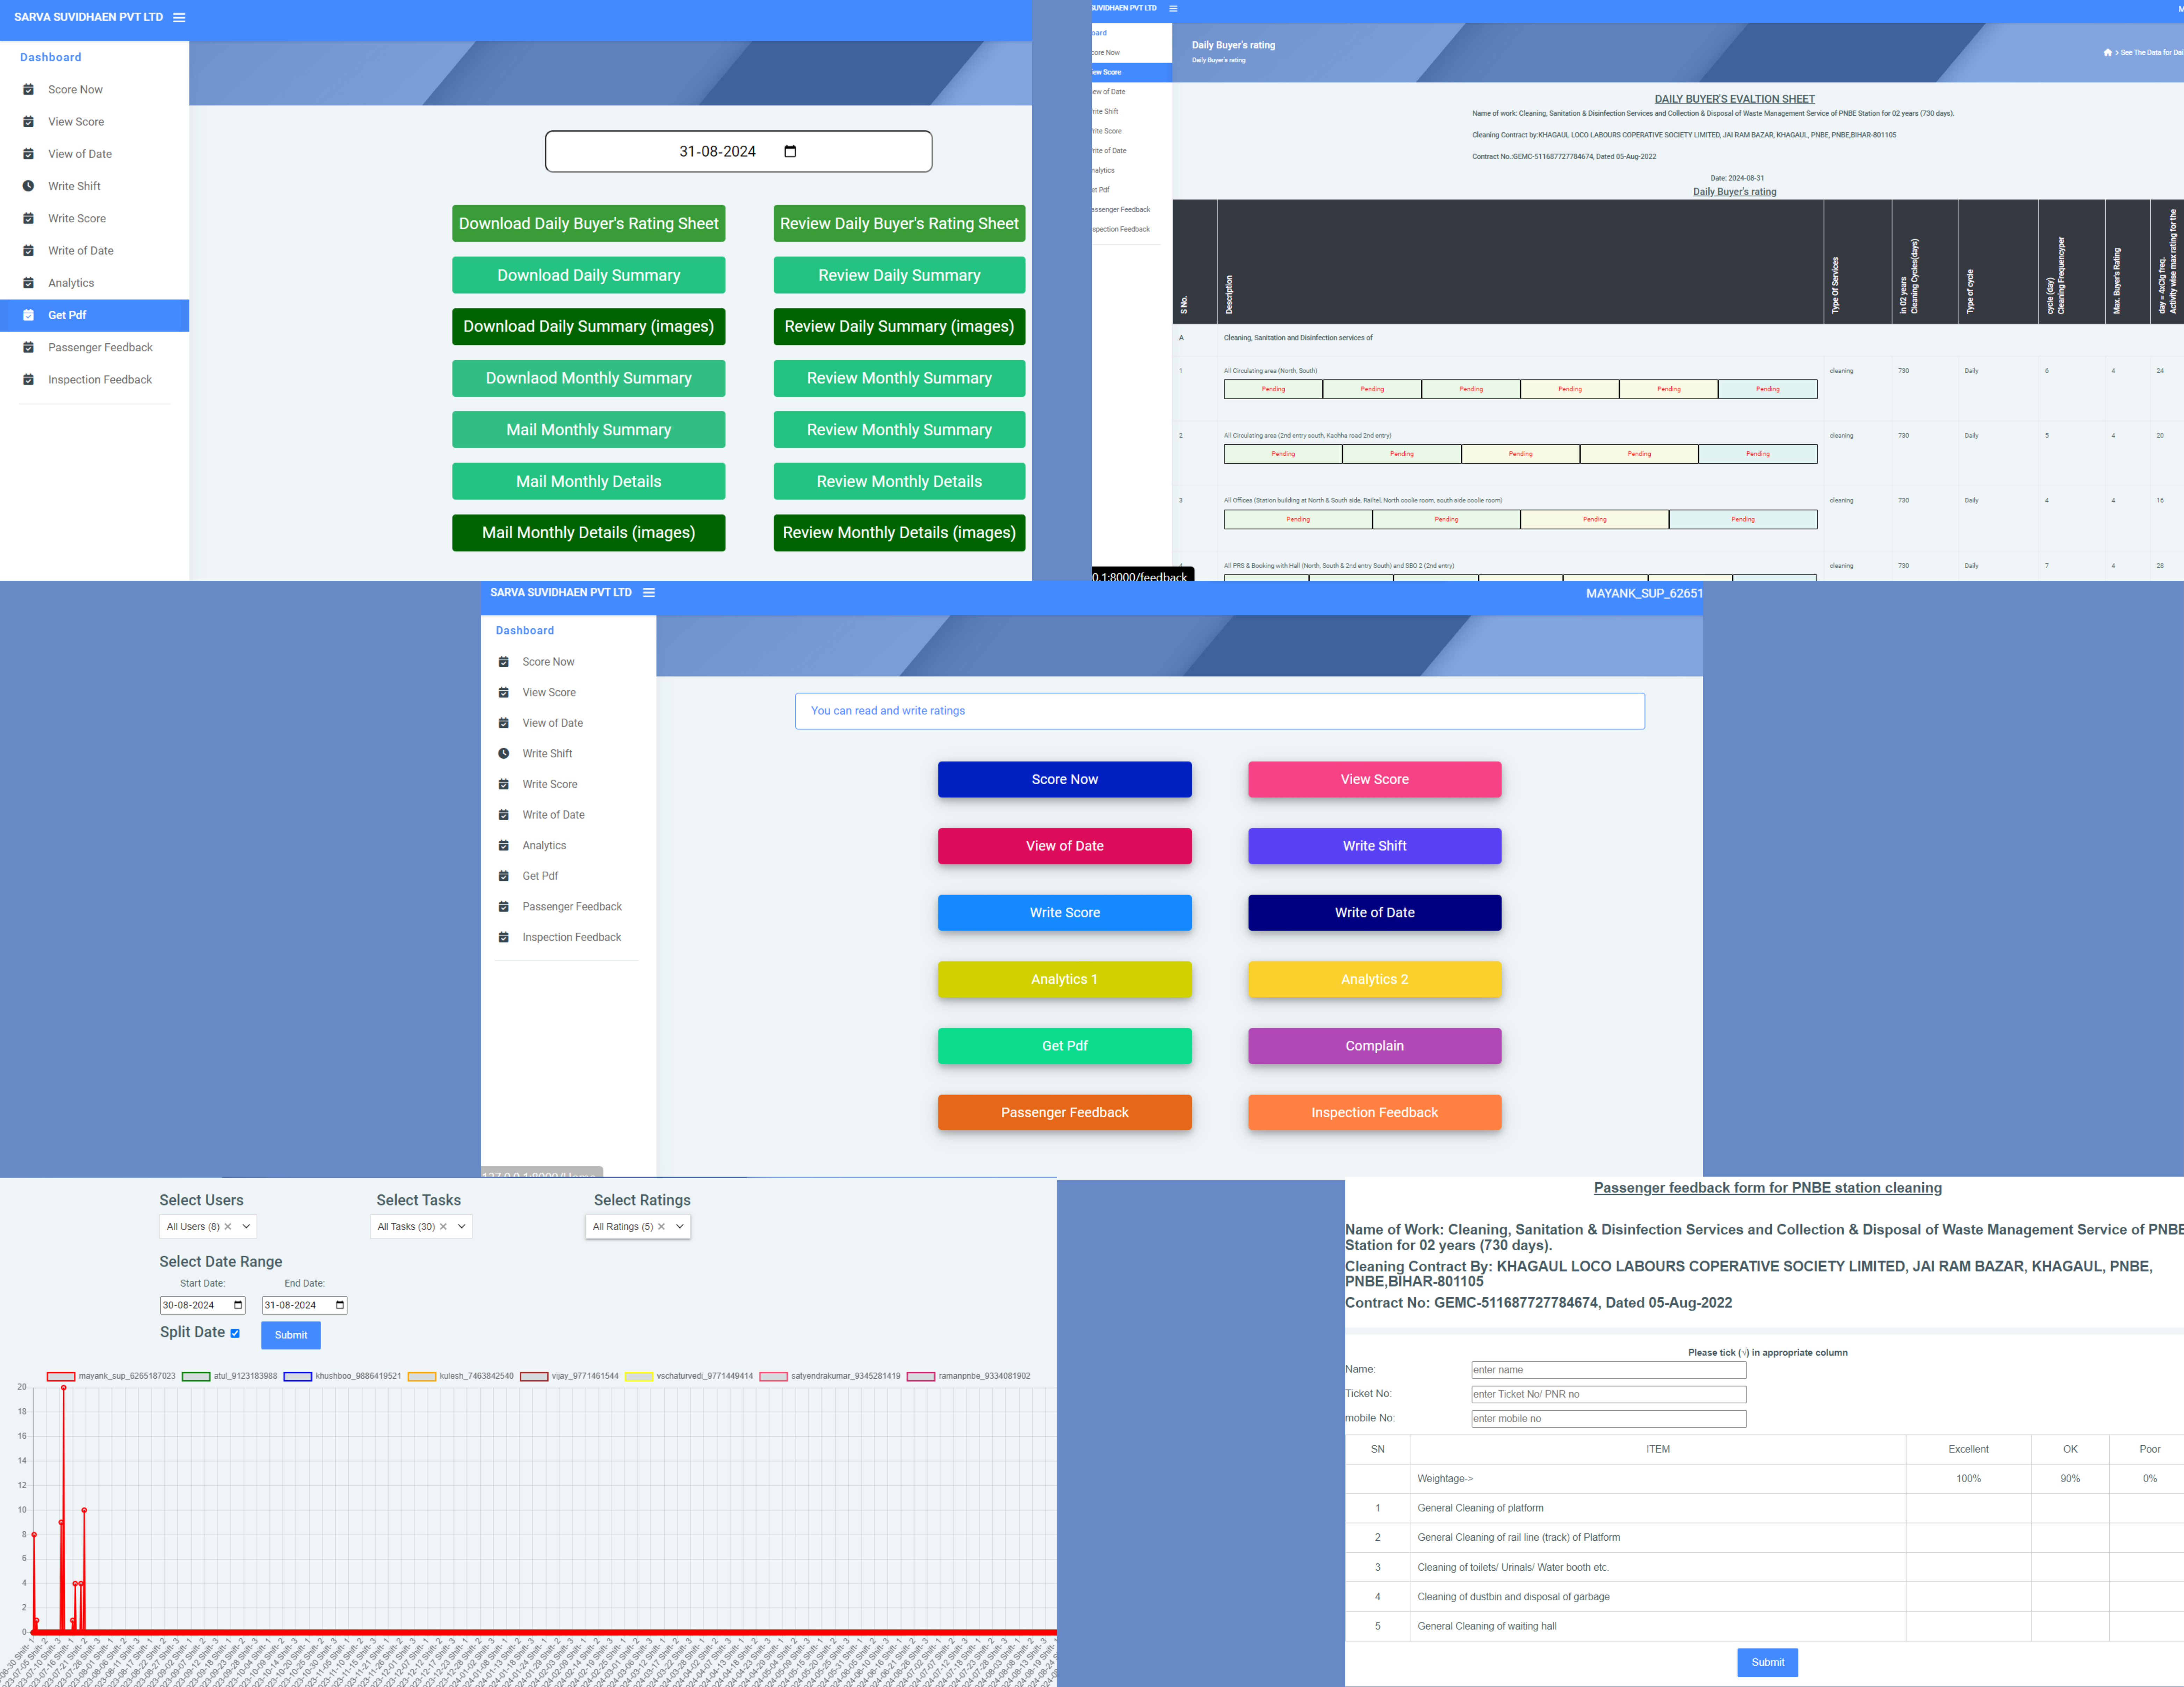 SARVA SUVIDHAEN PVT LTD
Dashboard
Score Now
View Score
View of Date
Write Shift
Write Score
Write of Date
Analytics
Get Pdf
Passenger Feedback
Inspection Feedback
31-08-2024
Download Daily Buyer's Rating Sheet
Review Daily Buyer's Rating Sheet
Download Daily Summary
Review Daily Summary
Download Daily Summary (images)
Review Daily Summary (images)
Downlaod Monthly Summary
Review Monthly Summary
Mail Monthly Summary
Review Monthly Summary
Mail Monthly Details
Review Monthly Details
Mail Monthly Details (images)
Review Monthly Details (images)
UVIDHAEN PVT LTD
M
oard
core Now
iew Score
iew of Date
rite Shift
rite Score
rite of Date
nalytics
et Pdf
assenger Feedback
spection Feedback
Daily Buyer's rating
Daily Buyer's rating
> See The Data for Dai
DAILY BUYER'S EVALTION SHEET
Name of work: Cleaning, Sanitation & Disinfection Services and Collection & Disposal of Waste Management Service of PNBE Station for 02 years (730 days).
Cleaning Contract by:KHAGAUL LOCO LABOURS COPERATIVE SOCIETY LIMITED, JAI RAM BAZAR, KHAGAUL, PNBE, PNBE,BIHAR-801105
Contract No.:GEMC-511687727784674, Dated 05-Aug-2022
Date: 2024-08-31
Daily Buyer's rating
S No.
Description
Type Of Services
in 02 years
Cleaning Cycles(days)
Type of cycle
cycle (day)
Cleaning Frequencyper
Max. Buyer's Rating
day = 4xClg freq.
Activity wise max rating for the
A Cleaning, Sanitation and Disinfection services of
1 All Circulating area (North, South) cleaning 730 Daily 6 4 24
Pending Pending Pending Pending Pending Pending
2 All Circulating area (2nd entry south, Kachha road 2nd entry) cleaning 730 Daily 5 4 20
Pending Pending Pending Pending Pending
3 All Offices (Station building at North & South side, Railtel, North coolie room, south side coolie room) cleaning 730 Daily 4 4 16
Pending Pending Pending Pending
4 All PRS & Booking with Hall (North, South & 2nd entry South) and SBG 2 (2nd entry) cleaning 730 Daily 7 4 28
0.1:8000/feedback
SARVA SUVIDHAEN PVT LTD
MAYANK_SUP_62651
Dashboard
Score Now
View Score
View of Date
Write Shift
Write Score
Write of Date
Analytics
Get Pdf
Passenger Feedback
Inspection Feedback
127.0.0.1:8000/Home
You can read and write ratings
Score Now
View Score
View of Date
Write Shift
Write Score
Write of Date
Analytics 1
Analytics 2
Get Pdf
Complain
Passenger Feedback
Inspection Feedback
Select Users
Select Tasks
Select Ratings
All Users (8) ×
All Tasks (30) ×
All Ratings (5) ×
Select Date Range
Start Date: End Date:
30-08-2024 31-08-2024
Split Date
Submit
mayank_sup_6265187023 atul_9123183988 khushboo_9886419521 kulesh_7463842540 vijay_9771461544 vschaturvedi_9771449414 satyendrakumar_9345281419 ramanpnbe_9334081902
20
18
16
14
12
10
8
6
4
2
0
Passenger feedback form for PNBE station cleaning
Name of Work: Cleaning, Sanitation & Disinfection Services and Collection & Disposal of Waste Management Service of PNBE
Station for 02 years (730 days).
Cleaning Contract By: KHAGAUL LOCO LABOURS COPERATIVE SOCIETY LIMITED, JAI RAM BAZAR, KHAGAUL, PNBE,
PNBE,BIHAR-801105
Contract No: GEMC-511687727784674, Dated 05-Aug-2022
Please tick (√) in appropriate column
Name: enter name
Ticket No: enter Ticket No/ PNR no
mobile No: enter mobile no
SN ITEM Excellent OK Poor
Weightage-> 100% 90% 0%
1 General Cleaning of platform
2 General Cleaning of rail line (track) of Platform
3 Cleaning of toilets/ Urinals/ Water booth etc.
4 Cleaning of dustbin and disposal of garbage
5 General Cleaning of waiting hall
Submit